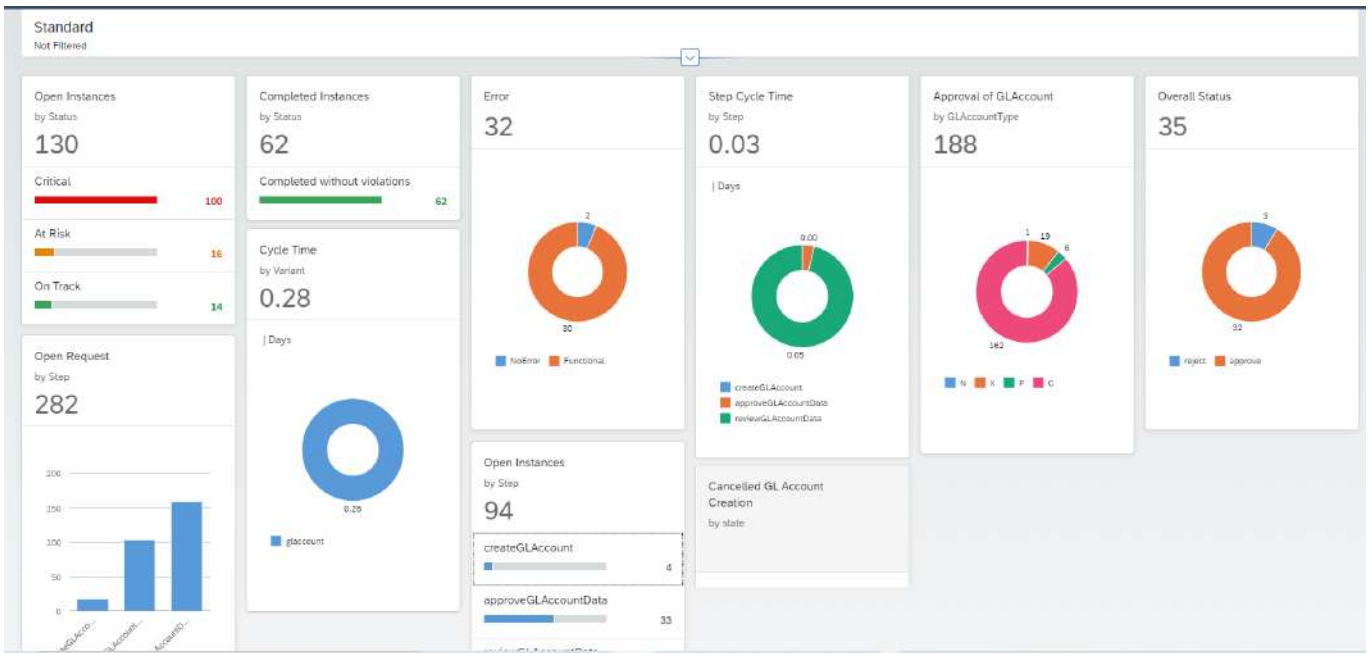 Standard
Not Filtered
Open Instances
by Status
130
Critical
100
At Risk
16
On Track
14
Open Request
by Step
282
200
150
100
50
0
Completed Instances
by Status
62
Completed without violations
62
Cycle Time
by Variant
0.28
| Days
0.28
glaccount
Error
32
2
30
NoError Functional
Open Instances
by Step
94
createGLAccount
4
approveGLAccountData
33
Step Cycle Time
by Step
0.03
| Days
0.00
0.05
createGLAccount
approveGLAccountData
reviewGLAccountData
Cancelled GL Account
Creation
by state
Approval of GLAccount
by GLAccountType
188
1 19 6
162
N X P C
Overall Status
35
3
32
reject approve